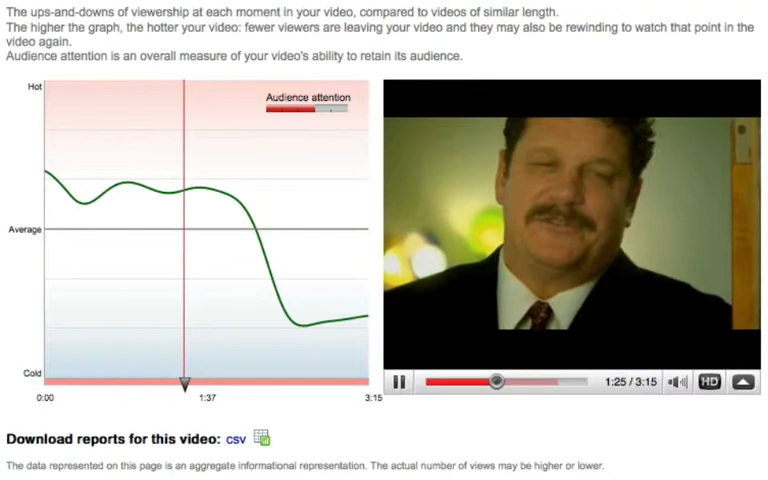 The ups-and-downs of viewership at each moment in your video, compared to videos of similar length.
The higher the graph, the hotter your video: fewer viewers are leaving your video and they may also be rewinding to watch that point in the
video again.
Audience attention is an overall measure of your video's ability to retain its audience.
Hot
Audience attention
Average
Cold
0:00
1:37
3:15
1:25 / 3:15
HD
Download reports for this video: csv
The data represented on this page is an aggregate informational representation. The actual number of views may be higher or lower.